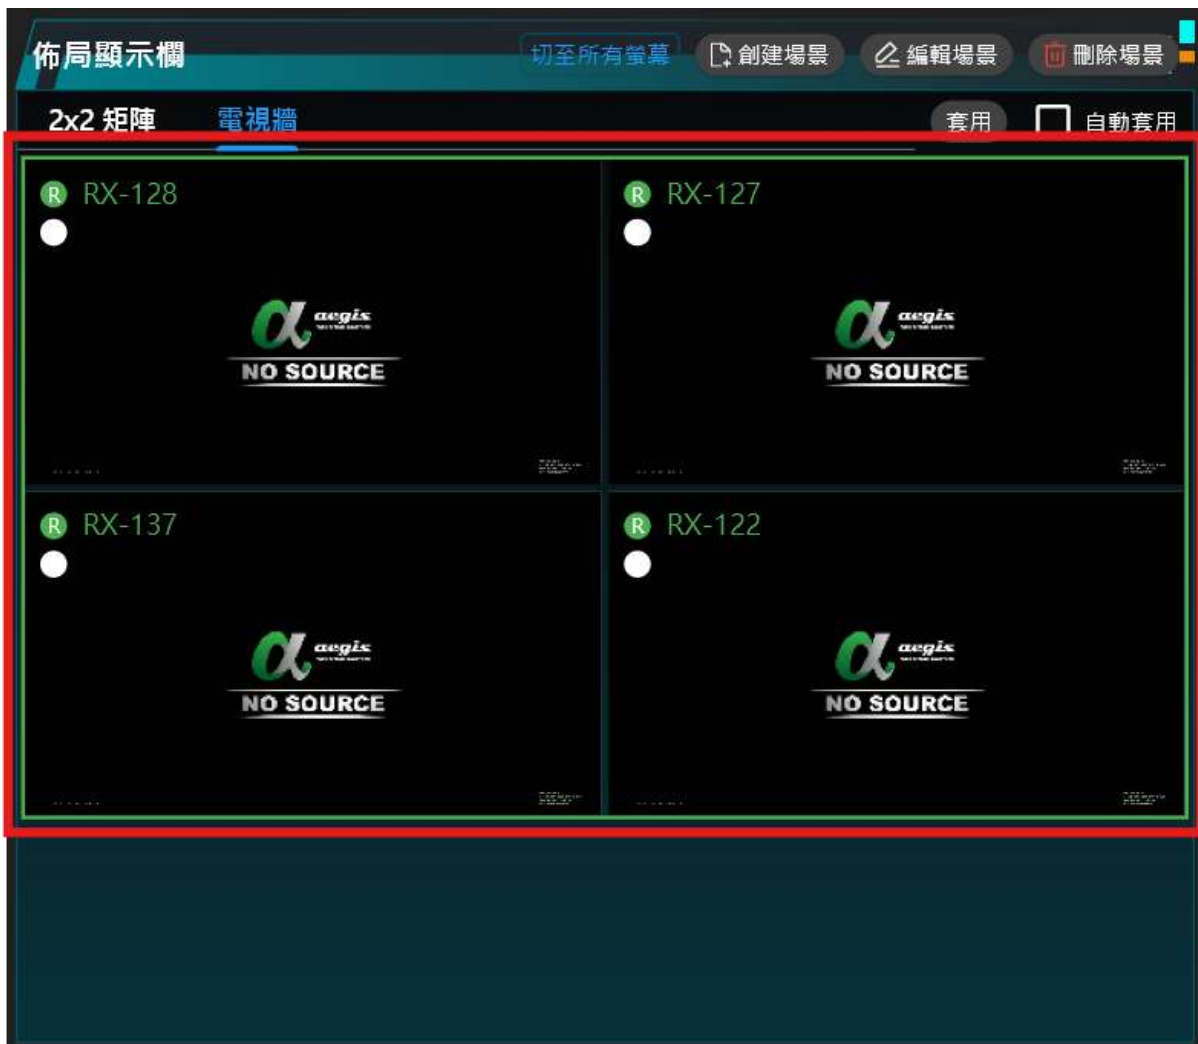 佈局顯示欄 切至所有螢幕 創建場景 編輯場景 刪除場景
2x2 矩陣 電視牆 套用 自動套用
R RX-128 R RX-127
aegis aegis
NO SOURCE NO SOURCE
R RX-137 R RX-122
aegis aegis
NO SOURCE NO SOURCE